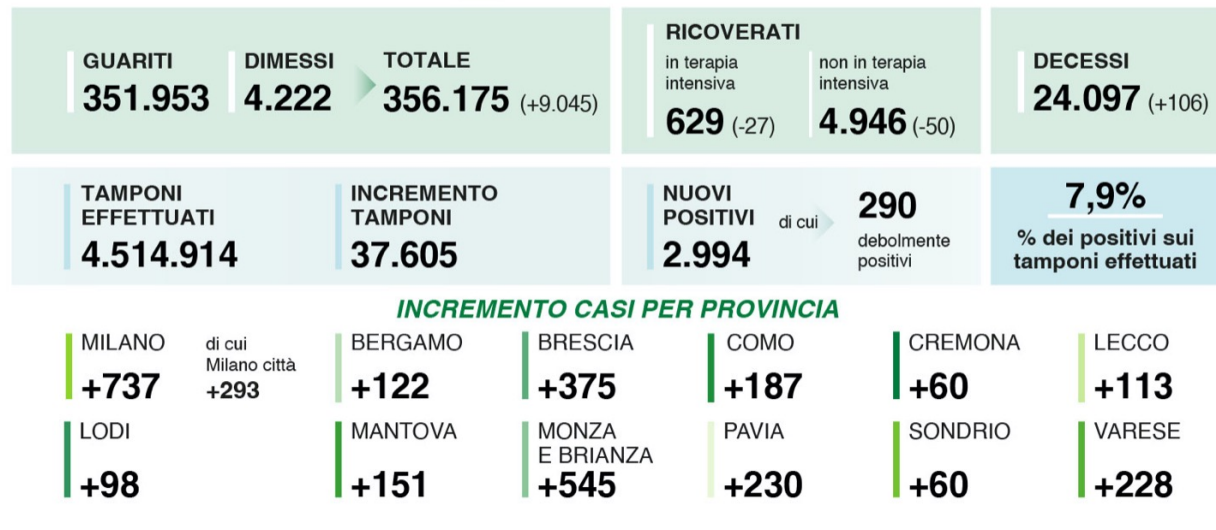 GUARITI
351.953
DIMESSI
4.222
TOTALE
356.175 (+9.045)
RICOVERATI
in terapia
intensiva
629 (-27)
non in terapia
intensiva
4.946 (-50)
DECESSI
24.097 (+106)
TAMPONI
EFFETTUATI
4.514.914
INCREMENTO
TAMPONI
37.605
NUOVI
POSITIVI
2.994
di cui
290
debolmente
positivi
7,9%
% dei positivi sui
tamponi effettuati
INCREMENTO CASI PER PROVINCIA
MILANO
+737
di cui
Milano città
+293
BERGAMO
+122
BRESCIA
+375
COMO
+187
CREMONA
+60
LECCO
+113
LODI
+98
MANTOVA
+151
MONZA
E BRIANZA
+545
PAVIA
+230
SONDRIO
+60
VARESE
+228